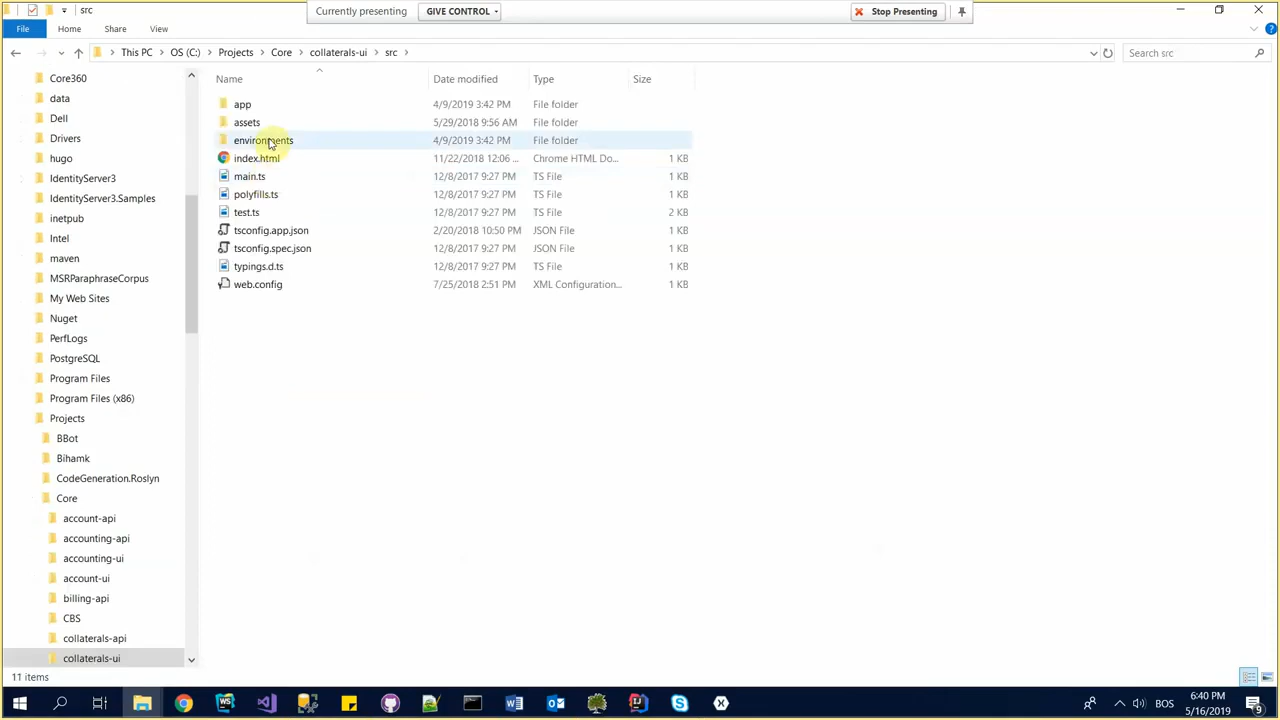 src
Currently presenting
GIVE CONTROL
Stop Presenting
File
Home
Share
View
This PC
OS (C:)
Projects
Core
collaterals-ui
src
Search src
Core360
data
Dell
Drivers
hugo
IdentityServer3
IdentityServer3.Samples
inetpub
Intel
maven
MSRParaphraseCorpus
My Web Sites
Nuget
PerfLogs
PostgreSQL
Program Files
Program Files (x86)
Projects
BBot
Bihamk
CodeGeneration.Roslyn
Core
account-api
accounting-api
accounting-ui
account-ui
billing-api
CBS
collaterals-api
collaterals-ui
Name Date modified Type Size
app 4/9/2019 3:42 PM File folder
assets 5/29/2018 9:56 AM File folder
environments 4/9/2019 3:42 PM File folder
index.html 11/22/2018 12:06 ... Chrome HTML Do... 1 KB
main.ts 12/8/2017 9:27 PM TS File 1 KB
polyfills.ts 12/8/2017 9:27 PM TS File 1 KB
test.ts 12/8/2017 9:27 PM TS File 2 KB
tsconfig.app.json 2/20/2018 10:50 PM JSON File 1 KB
tsconfig.spec.json 12/8/2017 9:27 PM JSON File 1 KB
typings.d.ts 12/8/2017 9:27 PM TS File 1 KB
web.config 7/25/2018 2:51 PM XML Configuration... 1 KB
11 items
BOS
6:40 PM
5/16/2019
9